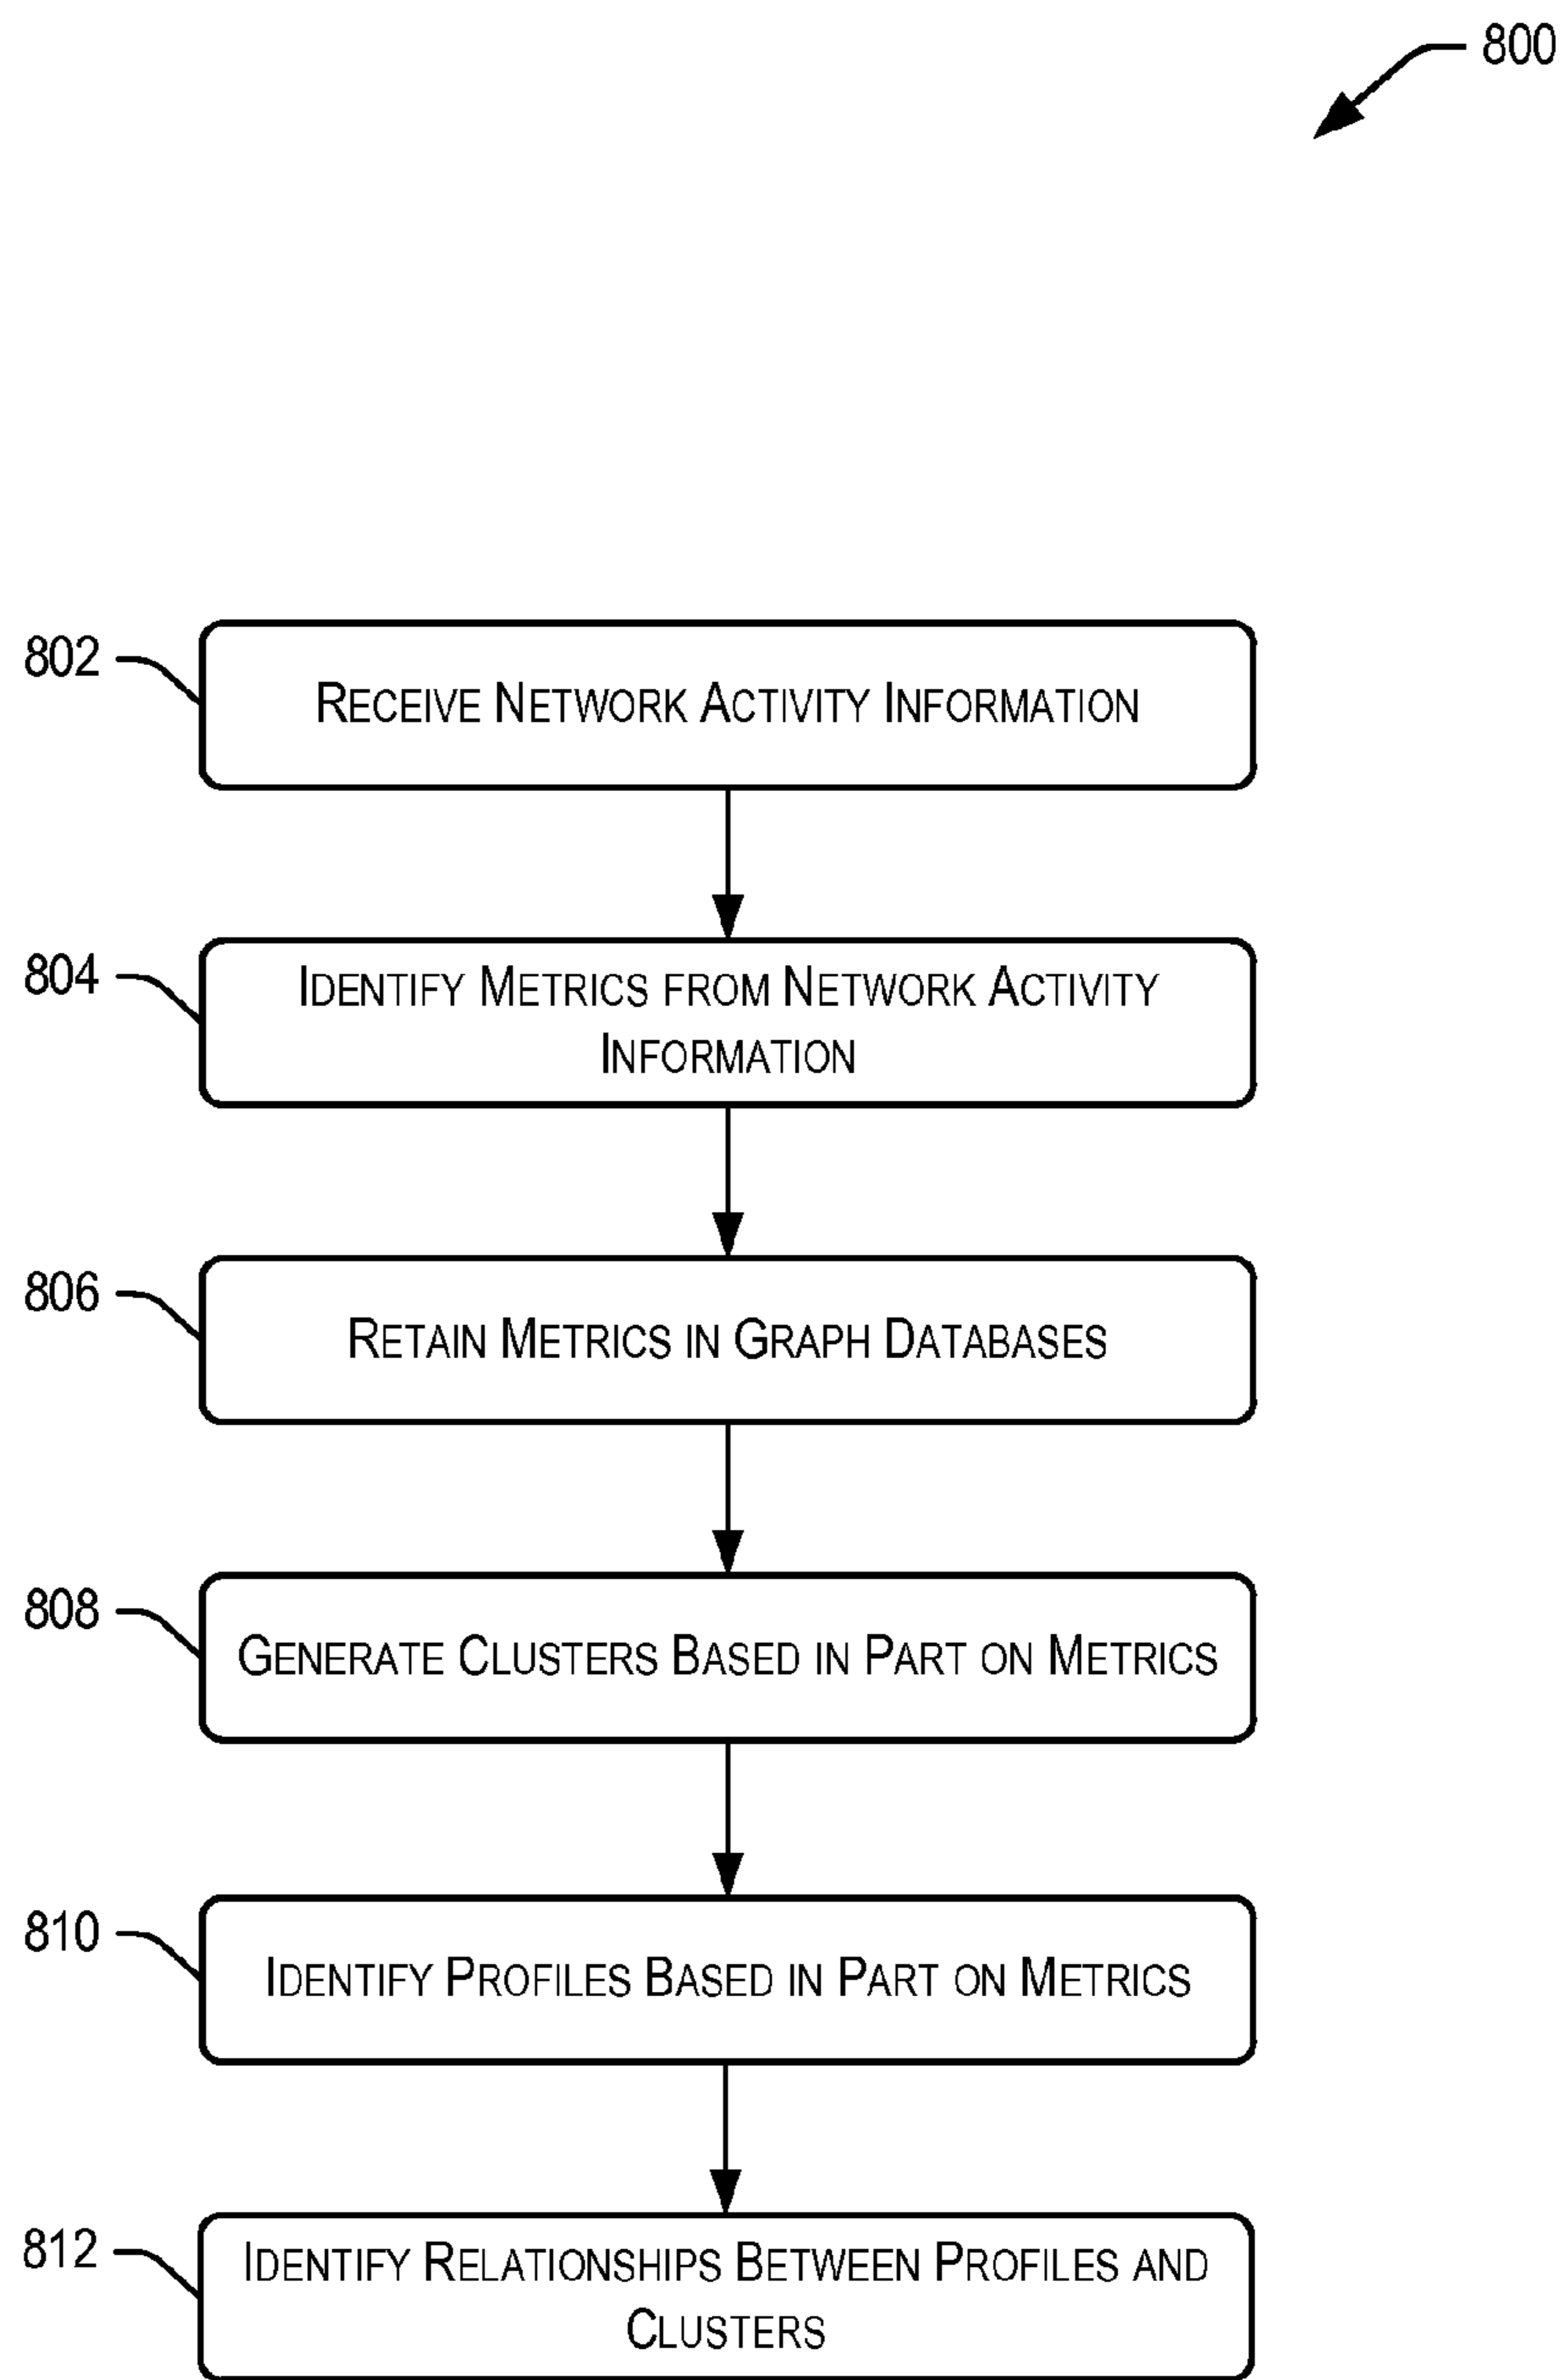 800
802
RECEIVE NETWORK ACTIVITY INFORMATION
804
IDENTIFY METRICS FROM NETWORK ACTIVITY
INFORMATION
806
RETAIN METRICS IN GRAPH DATABASES
808
GENERATE CLUSTERS BASED IN PART ON METRICS
810
IDENTIFY PROFILES BASED IN PART ON METRICS
812
IDENTIFY RELATIONSHIPS BETWEEN PROFILES AND
CLUSTERS